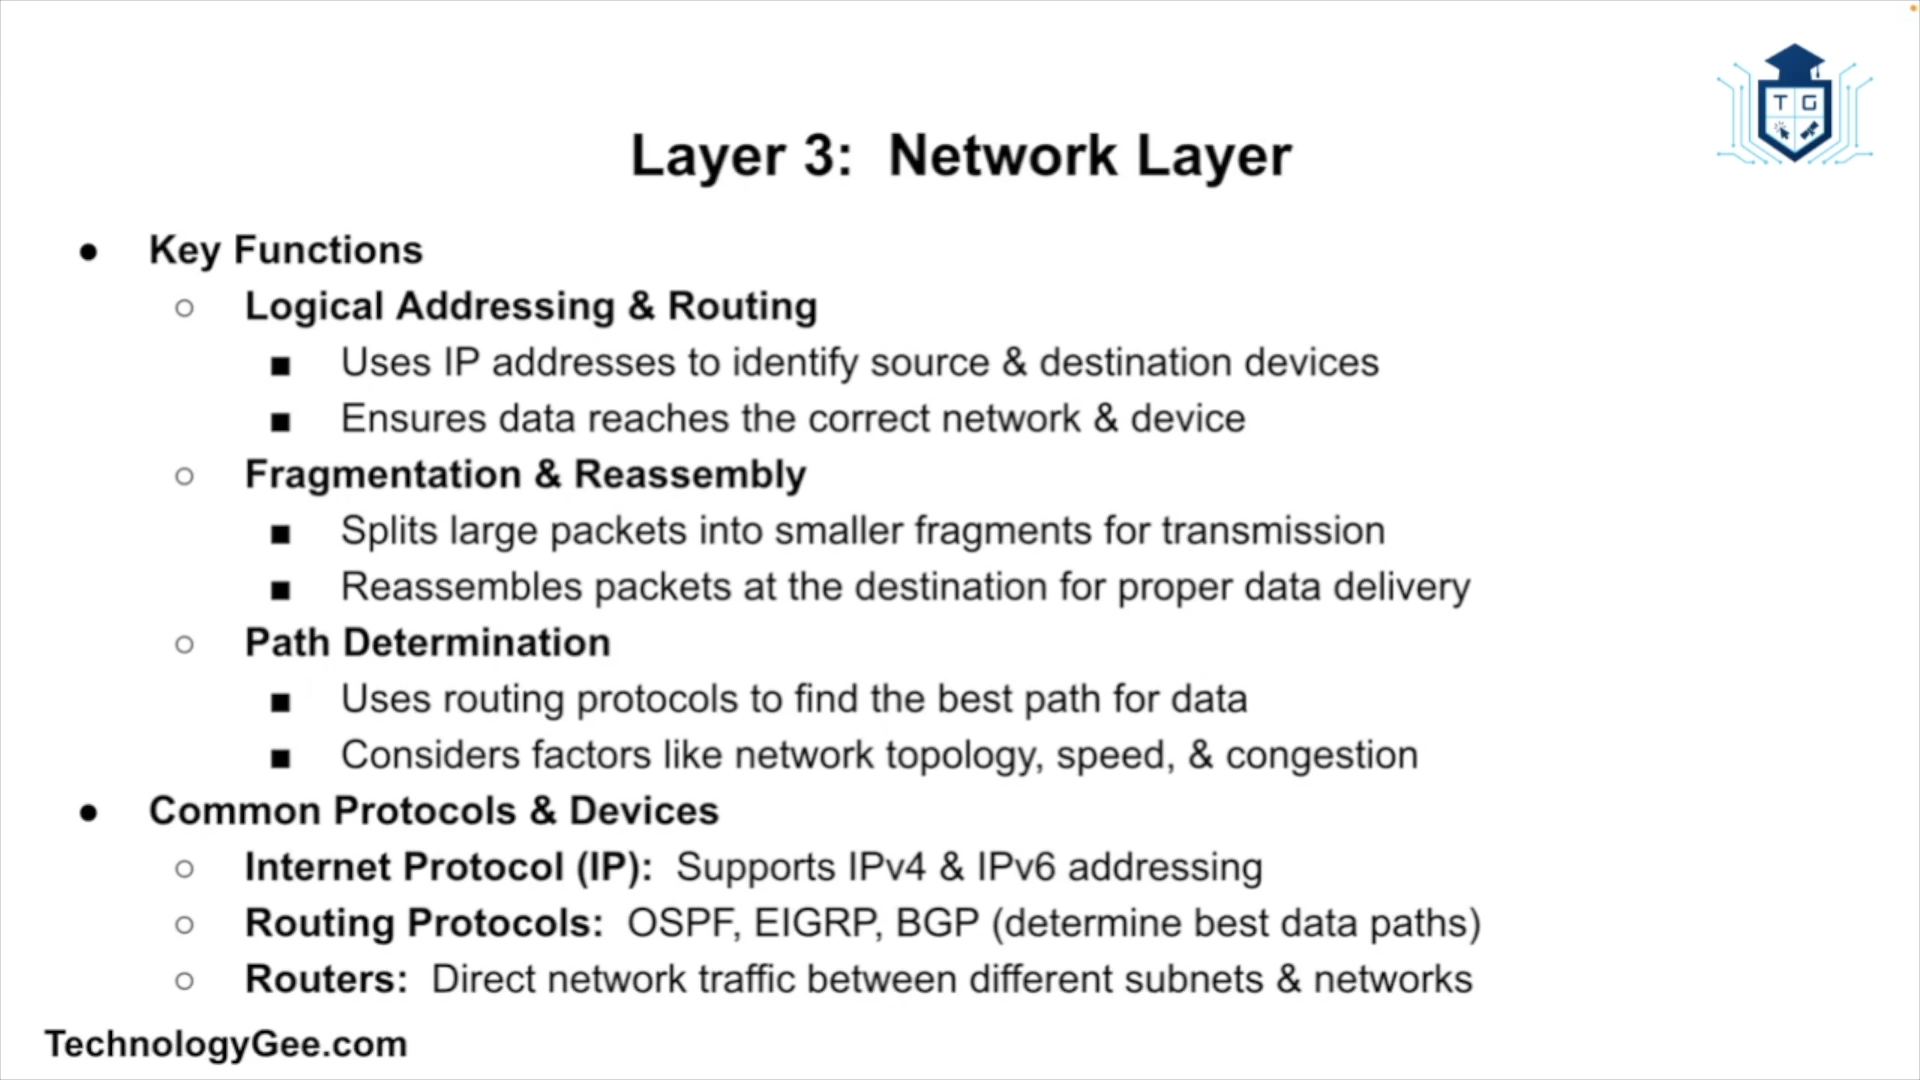 T G
Layer 3:  Network Layer
● Key Functions
○ Logical Addressing & Routing
■ Uses IP addresses to identify source & destination devices
■ Ensures data reaches the correct network & device
○ Fragmentation & Reassembly
■ Splits large packets into smaller fragments for transmission
■ Reassembles packets at the destination for proper data delivery
○ Path Determination
■ Uses routing protocols to find the best path for data
■ Considers factors like network topology, speed, & congestion
● Common Protocols & Devices
○ Internet Protocol (IP):  Supports IPv4 & IPv6 addressing
○ Routing Protocols:  OSPF, EIGRP, BGP (determine best data paths)
○ Routers:  Direct network traffic between different subnets & networks
TechnologyGee.com